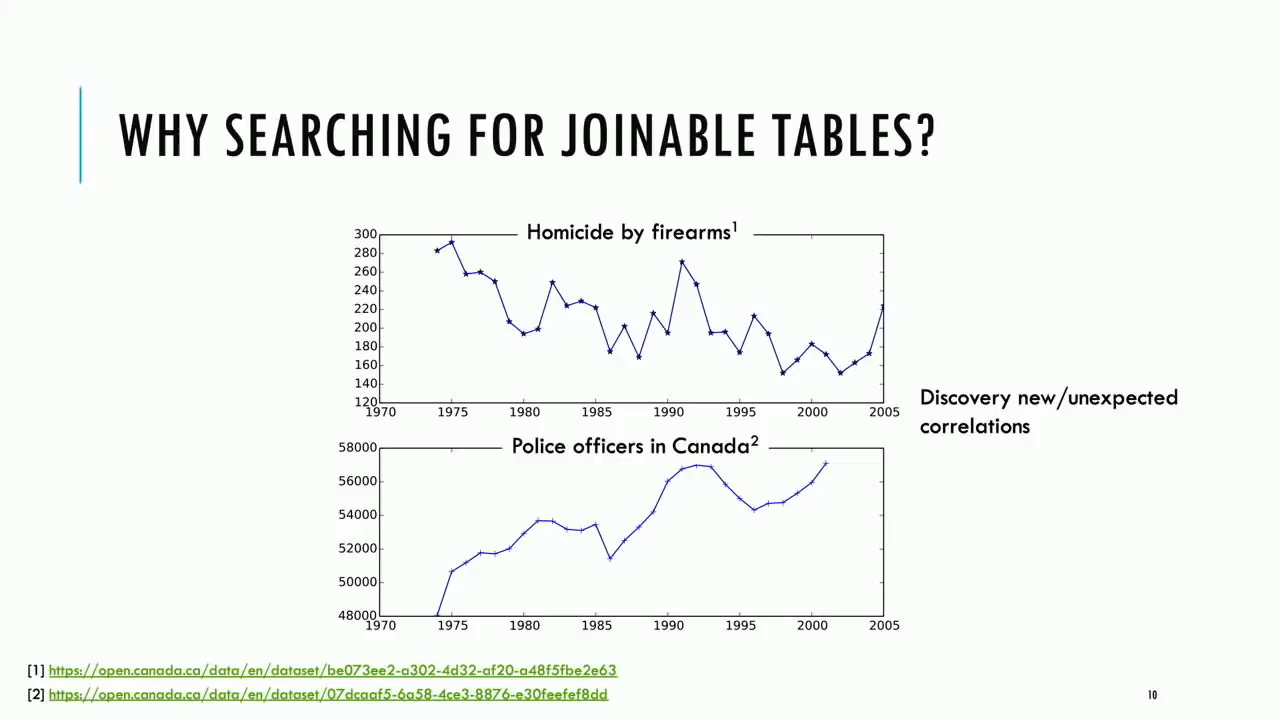 WHY SEARCHING FOR JOINABLE TABLES?
Homicide by firearms1
300
280
260
240
220
200
180
160
140
120
1970 1975 1980 1985 1990 1995 2000 2005
Discovery new/unexpected
correlations
Police officers in Canada2
58000
56000
54000
52000
50000
48000
1970 1975 1980 1985 1990 1995 2000 2005
[1] https://open.canada.ca/data/en/dataset/be073ee2-a302-4d32-af20-a48f5fbe2e63
[2] https://open.canada.ca/data/en/dataset/07dcaaf5-6a58-4ce3-8876-e30feefef8dd
10